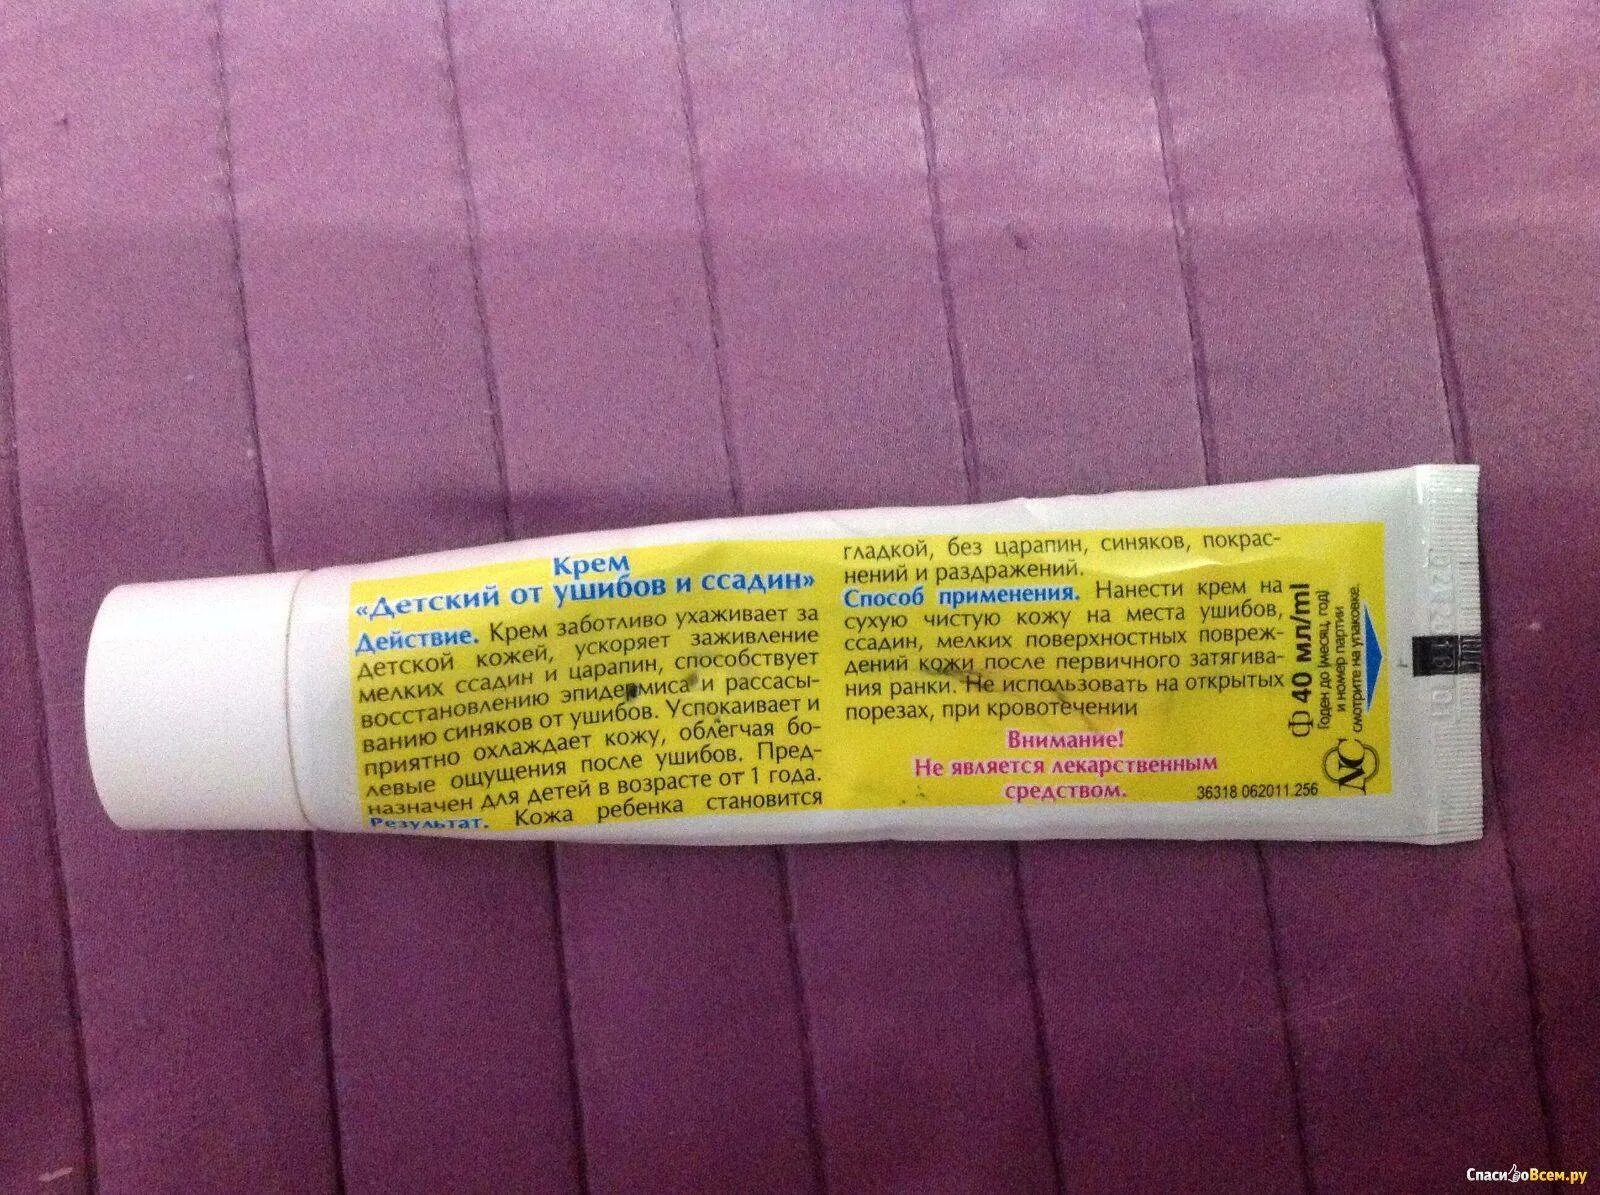 Крем
«Детский от ушибов и ссадин»
Действие. Крем заботливо ухаживает за
детской кожей, ускоряет заживление
мелких ссадин и царапин, способствует
восстановлению эпидермиса и рассасы-
ванию синяков от ушибов. Успокаивает и
приятно охлаждает кожу, облегчая бо-
левые ощущения после ушибов. Пред-
назначен для детей в возрасте от 1 года.
Результат. Кожа ребенка становится
гладкой, без царапин, синяков, покрас-
нений и раздражений.
Способ применения. Нанести крем на
сухую чистую кожу на места ушибов,
ссадин, мелких поверхностных повреж-
дений кожи после первичного затягива-
ния ранки. Не использовать на открытых
порезах, при кровотечении
Внимание!
Не является лекарственным
средством.
36318 062011.256
Ф 40 мл/ml
Годен до (месяц, год)
и номер партии
смотрите на упаковке.
НС
СпасибоВсем.ру